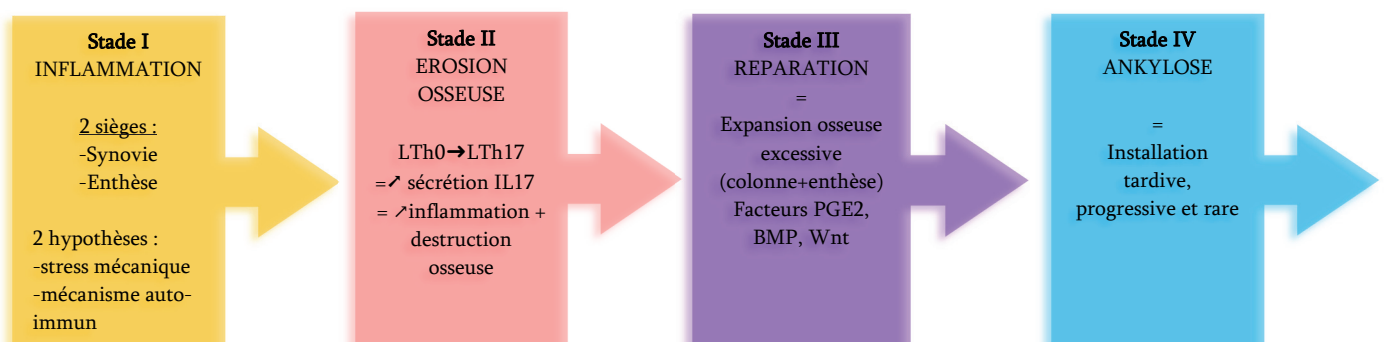 Stade I
INFLAMMATION
2 sièges :
-Synovie
-Enthèse
2 hypothèses :
-stress mécanique
-mécanisme auto-
immun
Stade II
EROSION
OSSEUSE
LTh0➔LTh17
=➚ sécrétion IL17
= ↗inflammation +
destruction
osseuse
Stade III
REPARATION
=
Expansion osseuse
excessive
(colonne+enthèse)
Facteurs PGE2,
BMP, Wnt
Stade IV
ANKYLOSE
=
Installation
tardive,
progressive et rare